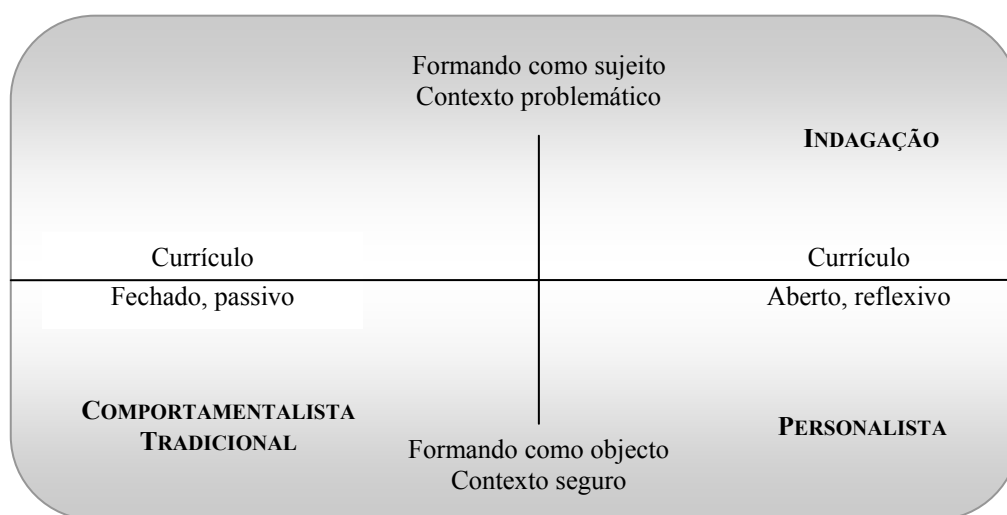 Formando como sujeito
Contexto problemático
INDAGAÇÃO
Currículo
Currículo
Fechado, passivo
Aberto, reflexivo
COMPORTAMENTALISTA
TRADICIONAL
PERSONALISTA
Formando como objecto
Contexto seguro